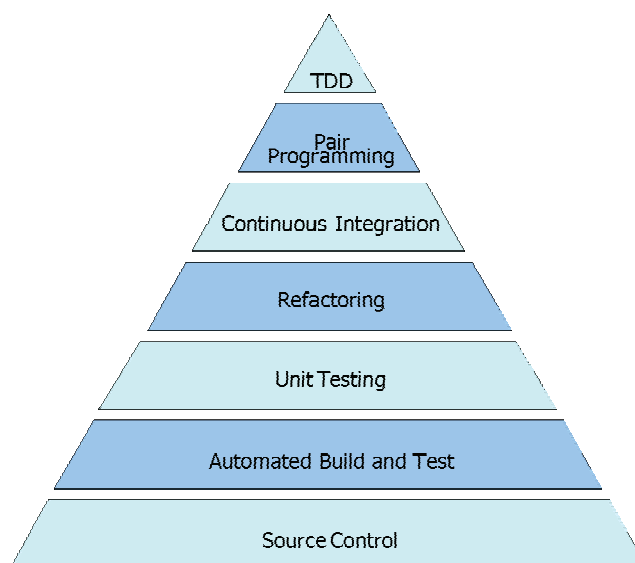 TDD
Pair
Programming
Continuous Integration
Refactoring
Unit Testing
Automated Build and Test
Source Control